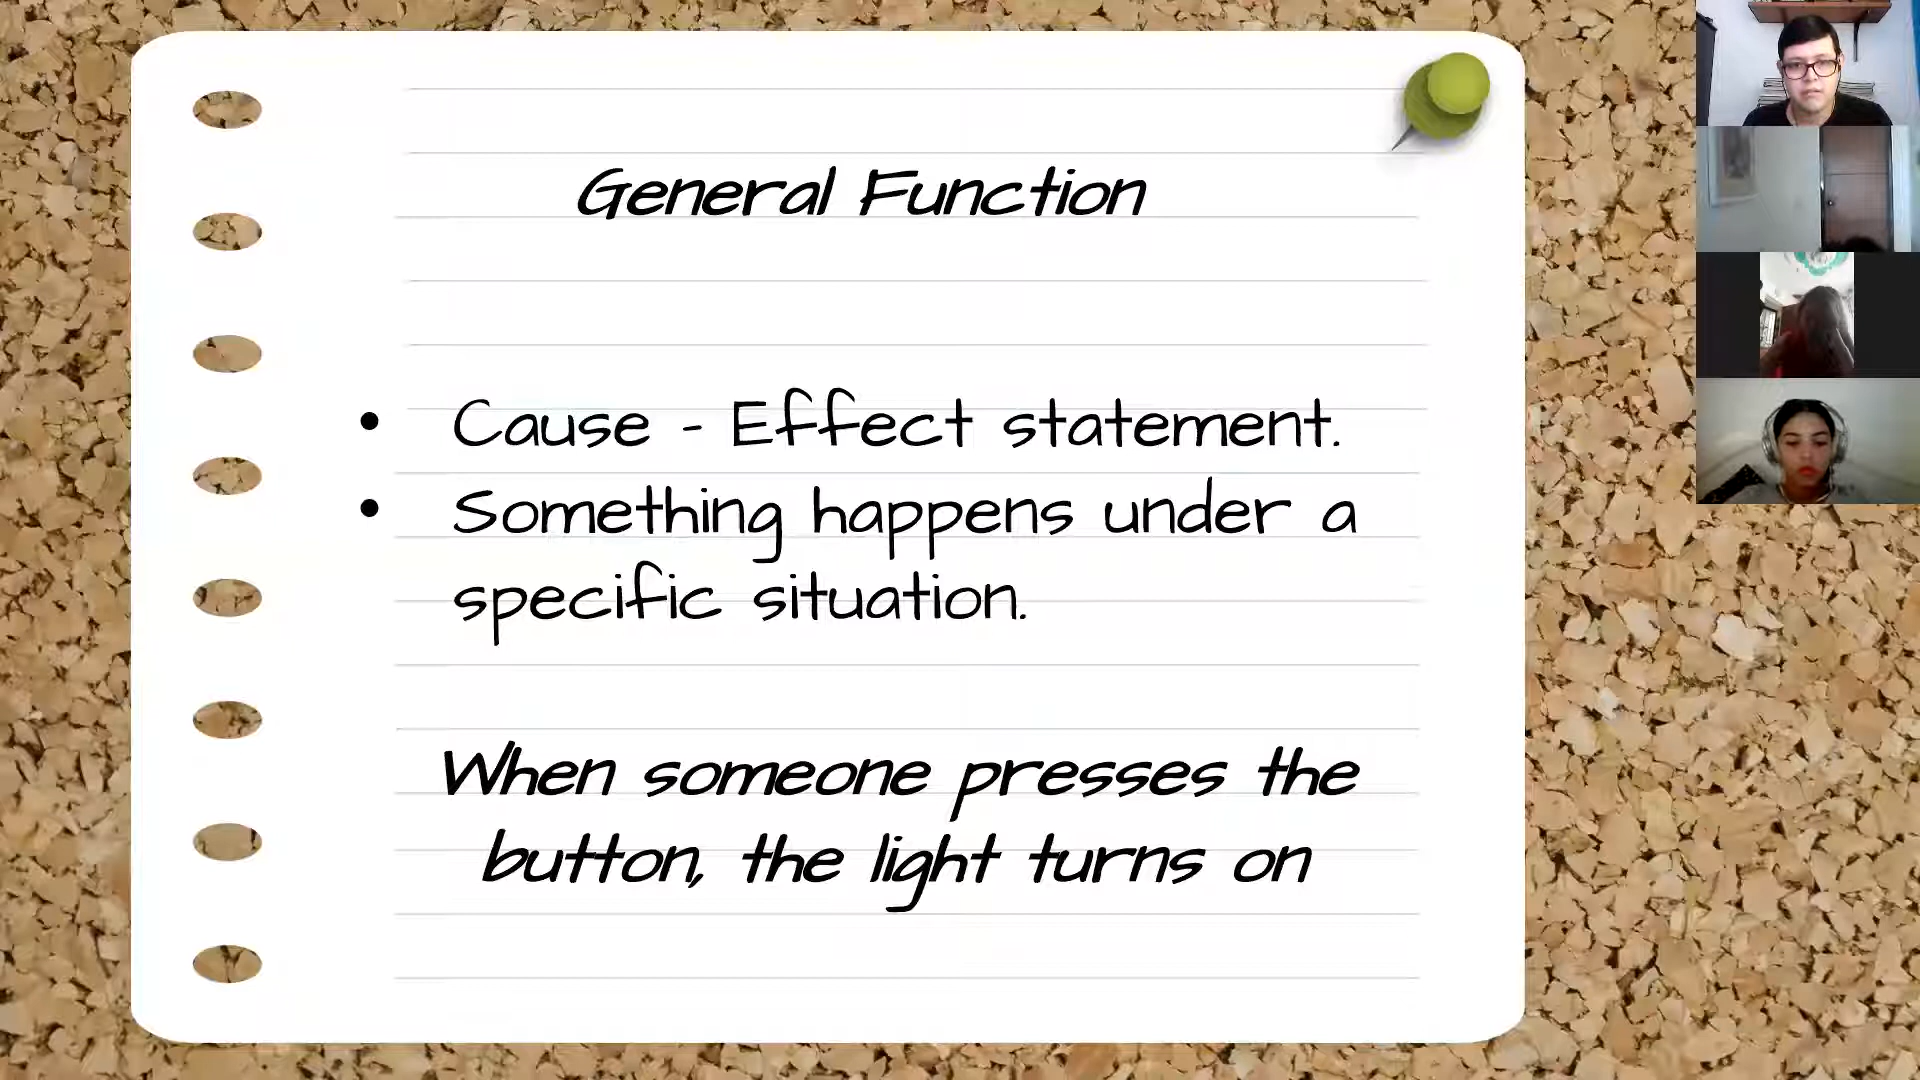 General Function
• Cause - Effect statement.
• Something happens under a
specific situation.
When someone presses the
button, the light turns on